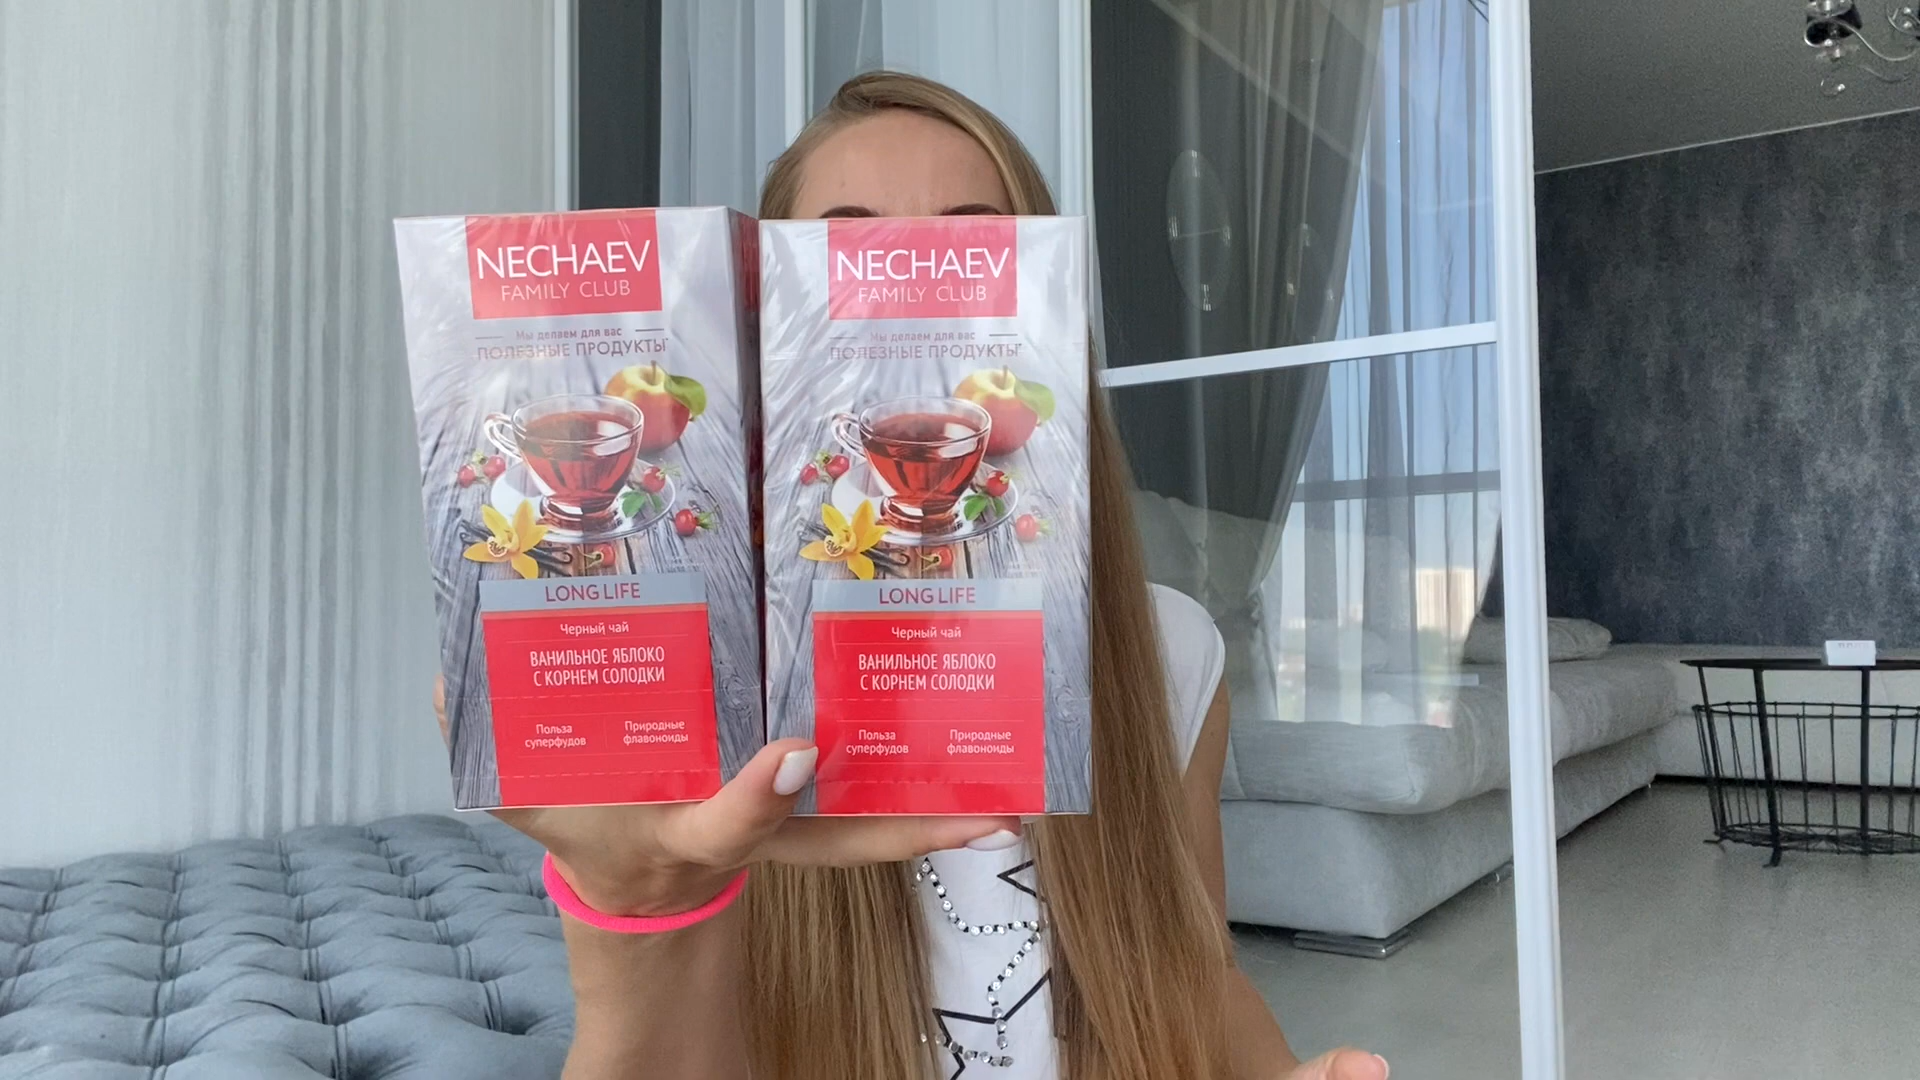 NECHAEV
FAMILY CLUB
Мы делаем для вас
ПОЛЕЗНЫЕ ПРОДУКТЫ
LONG LIFE
Черный чай
ВАНИЛЬНОЕ ЯБЛОКО
С КОРНЕМ СОЛОДКИ
Польза
суперфудов
Природные
флавоноиды
NECHAEV
FAMILY CLUB
Мы делаем для вас
ПОЛЕЗНЫЕ ПРОДУКТЫ
LONG LIFE
Черный чай
ВАНИЛЬНОЕ ЯБЛОКО
С КОРНЕМ СОЛОДКИ
Польза
суперфудов
Природные
флавоноиды